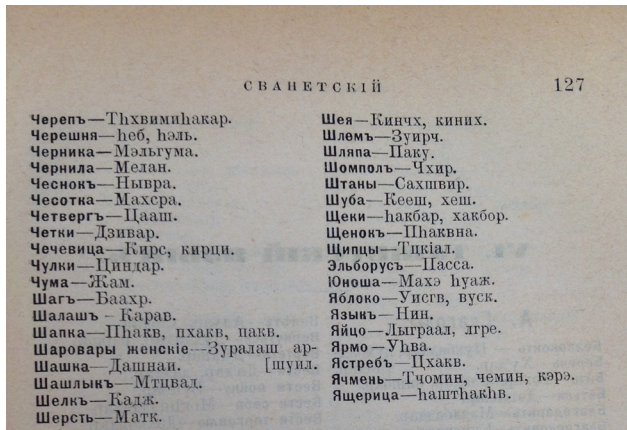 СВАНЕТСКІЙ 127
Черепъ—Тһхвимиһакар.
Черешня—һеб, һэль.
Черника—Мэльгума.
Чернила—Мелан.
Чеснокъ—Нывра.
Чесотка—Махсра.
Четвергъ—Цааш.
Четки—Дзивар.
Чечевица—Кирс, кирци.
Чулки—Циндар.
Чума—Жам.
Шагъ—Баахр.
Шалашъ – Карав.
Шапка—Пһакв, пхакв, пакв.
Шаровары женскіе—Зуралаш ар-
Шашка—Дашнаи. [шуил.
Шашлыкъ—Мтцвад.
Шелкъ—Кадж.
Шерсть—Матк.
Шея—Кинчх, киних.
Шлемъ—Зуирч.
Шляпа—Паку.
Шомполъ—Чхир.
Штаны—Сахшвир.
Шуба—Кееш, хеш.
Щеки—һакбар, хакбор.
Щенокъ—Пһаквна.
Щипцы—Тцкіал.
Эльборусъ—Пасса.
Юноша—Махэ һуаж.
Яблоко—Уисгв, вуск.
Языкъ—Нин.
Яйцо—Лыграал, лгре.
Ярмо—Уһва.
Ястребъ—Цхакв.
Ячмень—Тчомин, чемин, кэрэ.
Ящерица—һаштһакһв.